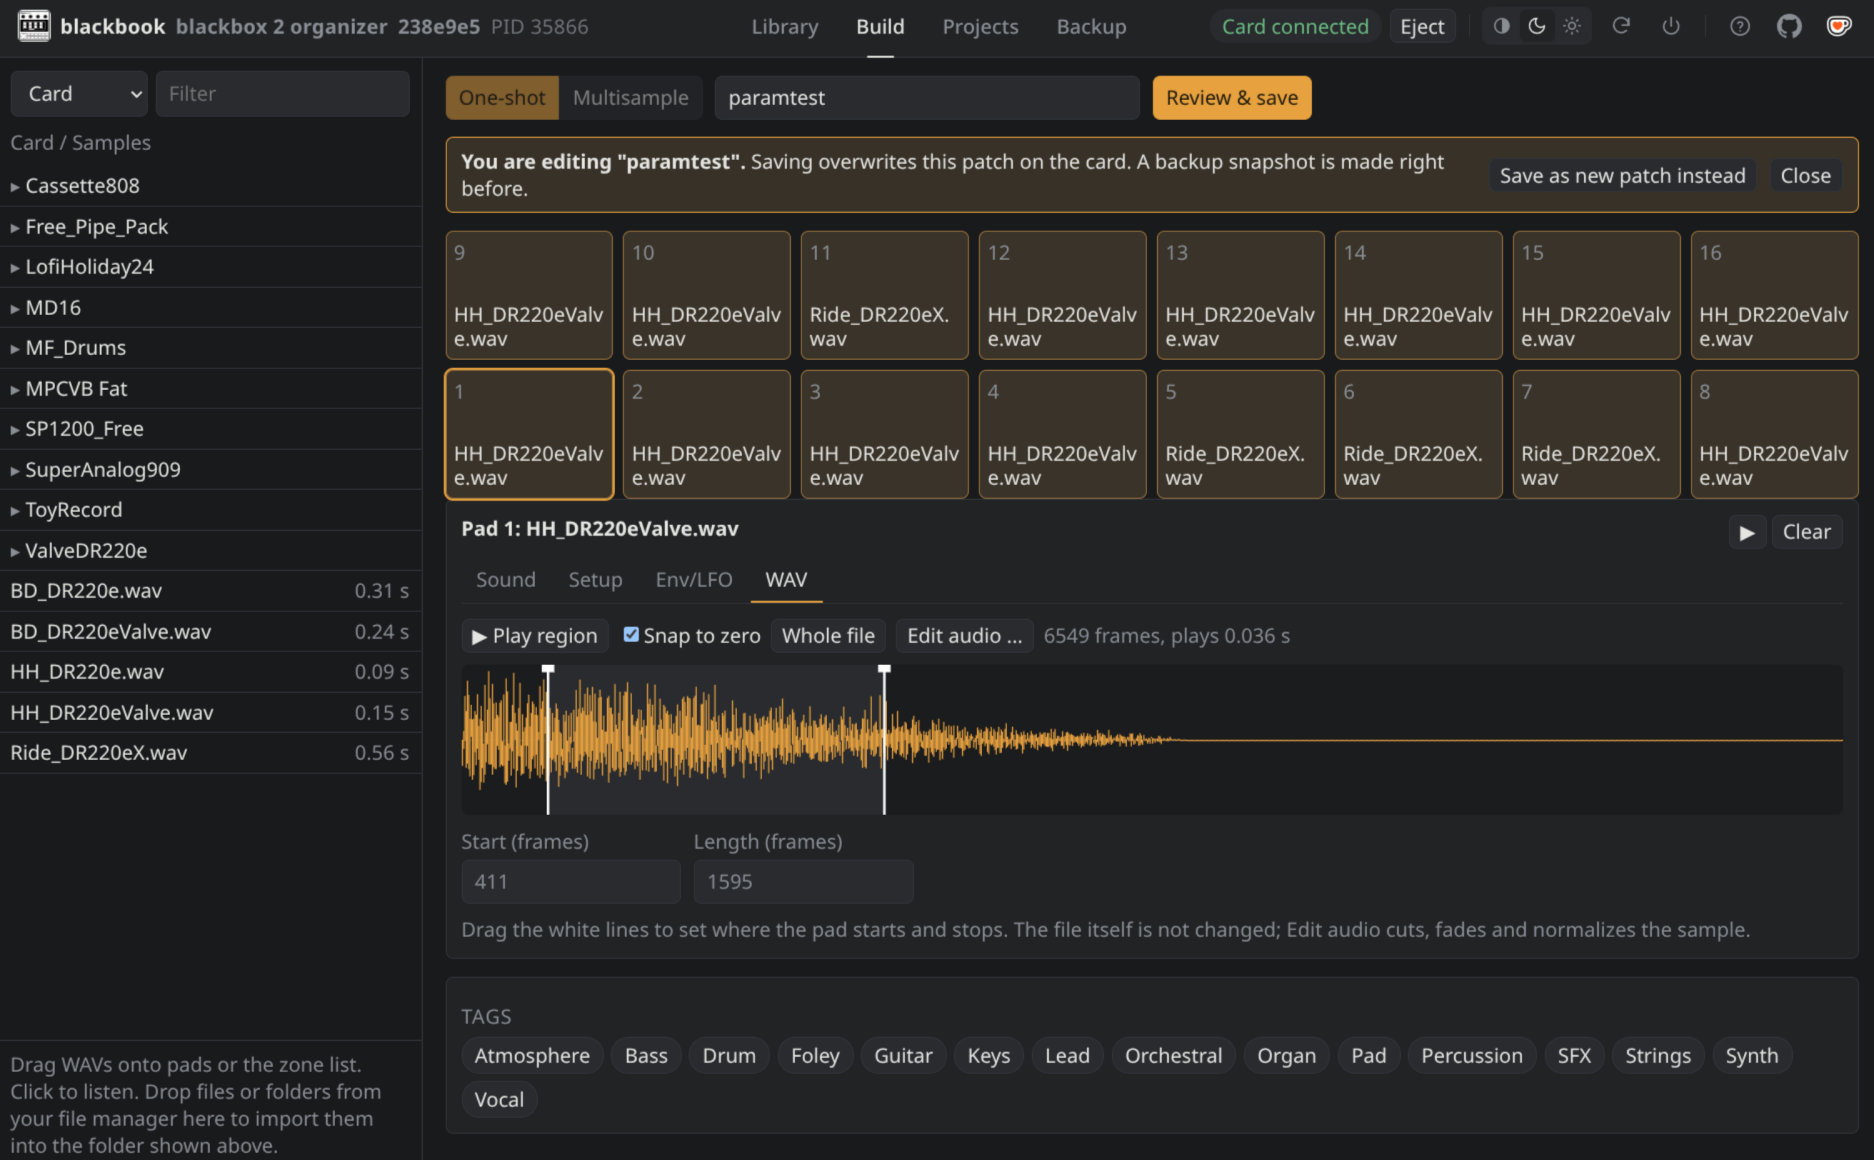 blackbook blackbox 2 organizer 238e9e5 PID 35866
Library Build Projects Backup
Card connected Eject
Card Filter
Card / Samples
Cassette808
Free_Pipe_Pack
LofiHoliday24
MD16
MF_Drums
MPCVB Fat
SP1200_Free
SuperAnalog909
ToyRecord
ValveDR220e
BD_DR220e.wav 0.31 s
BD_DR220eValve.wav 0.24 s
HH_DR220e.wav 0.09 s
HH_DR220eValve.wav 0.15 s
Ride_DR220eX.wav 0.56 s
Drag WAVs onto pads or the zone list.
Click to listen. Drop files or folders from
your file manager here to import them
into the folder shown above.
One-shot Multisample paramtest Review & save
You are editing "paramtest". Saving overwrites this patch on the card. A backup snapshot is made right
before.
Save as new patch instead Close
9 10 11 12 13 14 15 16
HH_DR220eValv HH_DR220eValv Ride_DR220eX. HH_DR220eValv HH_DR220eValv HH_DR220eValv HH_DR220eValv HH_DR220eValv
e.wav e.wav wav e.wav e.wav e.wav e.wav e.wav
1 2 3 4 5 6 7 8
HH_DR220eValv HH_DR220eValv HH_DR220eValv HH_DR220eValv Ride_DR220eX. Ride_DR220eX. Ride_DR220eX. HH_DR220eValv
e.wav e.wav e.wav e.wav wav wav wav e.wav
Pad 1: HH_DR220eValve.wav
Clear
Sound Setup Env/LFO WAV
Play region Snap to zero Whole file Edit audio ... 6549 frames, plays 0.036 s
Start (frames) Length (frames)
411 1595
Drag the white lines to set where the pad starts and stops. The file itself is not changed; Edit audio cuts, fades and normalizes the sample.
TAGS
Atmosphere Bass Drum Foley Guitar Keys Lead Orchestral Organ Pad Percussion SFX Strings Synth
Vocal